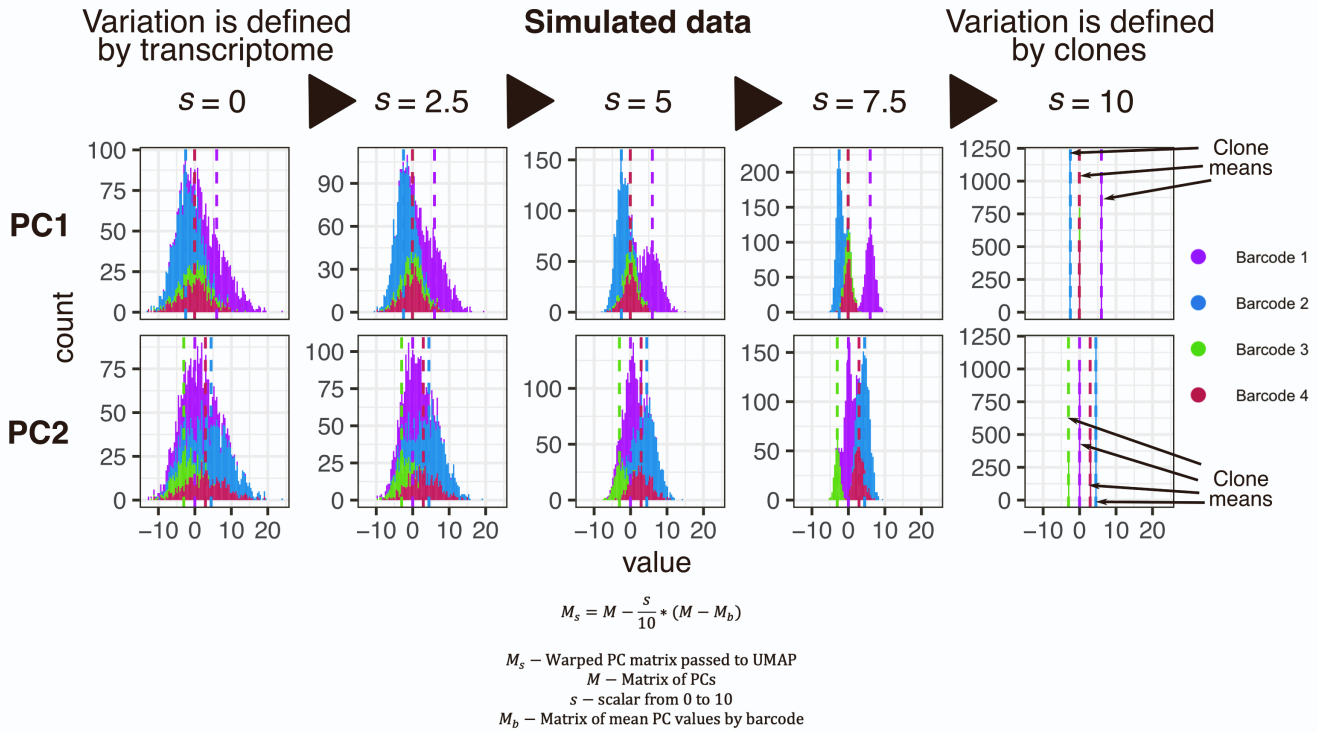 Variation is defined
by transcriptome
Simulated data
Variation is defined
by clones
s = 0
s = 2.5
s = 5
s = 7.5
s = 10
PC1
100
75
50
25
0
90
60
30
0
150
100
50
0
200
150
100
50
0
1250
1000
750
500
250
0
Clone
means
count
Barcode 1
Barcode 2
Barcode 3
Barcode 4
PC2
75
50
25
0
100
75
50
25
0
100
50
0
150
100
50
0
1250
1000
750
500
250
0
Clone
means
−10 0 10 20
−10 0 10 20
−10 0 10 20
−10 0 10 20
−10 0 10 20
value
M_s = M − s/10 ∗ (M − M_b)
M_s − Warped PC matrix passed to UMAP
M − Matrix of PCs
s − scalar from 0 to 10
M_b − Matrix of mean PC values by barcode